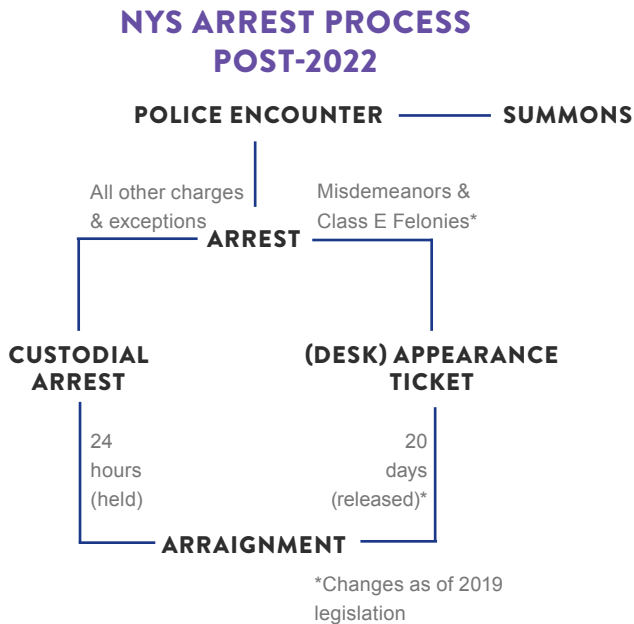 NYS ARREST PROCESS
POST-2022
POLICE ENCOUNTER
SUMMONS
All other charges
& exceptions
Misdemeanors &
Class E Felonies*
ARREST
CUSTODIAL
ARREST
(DESK) APPEARANCE
TICKET
24
hours
(held)
20
days
(released)*
ARRAIGNMENT
*Changes as of 2019
legislation